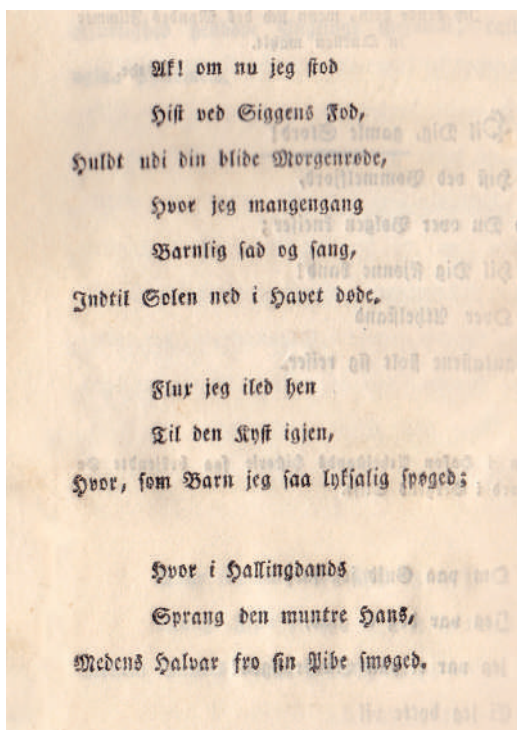 Ak! om nu jeg stod
Hist ved Siggens Fod,
Huldt udi din blide Morgenrøde,
Hvor jeg mangengang
Barnlig sad og sang,
Indtil Solen ned i Havet døde.
Flux jeg iled hen
Til den Kyst igjen,
Hvor, som Barn jeg saa lyksalig spøged;
Hvor i Hallingdands
Sprang den muntre Hans,
Medens Halvar fro sin Pibe smøged.